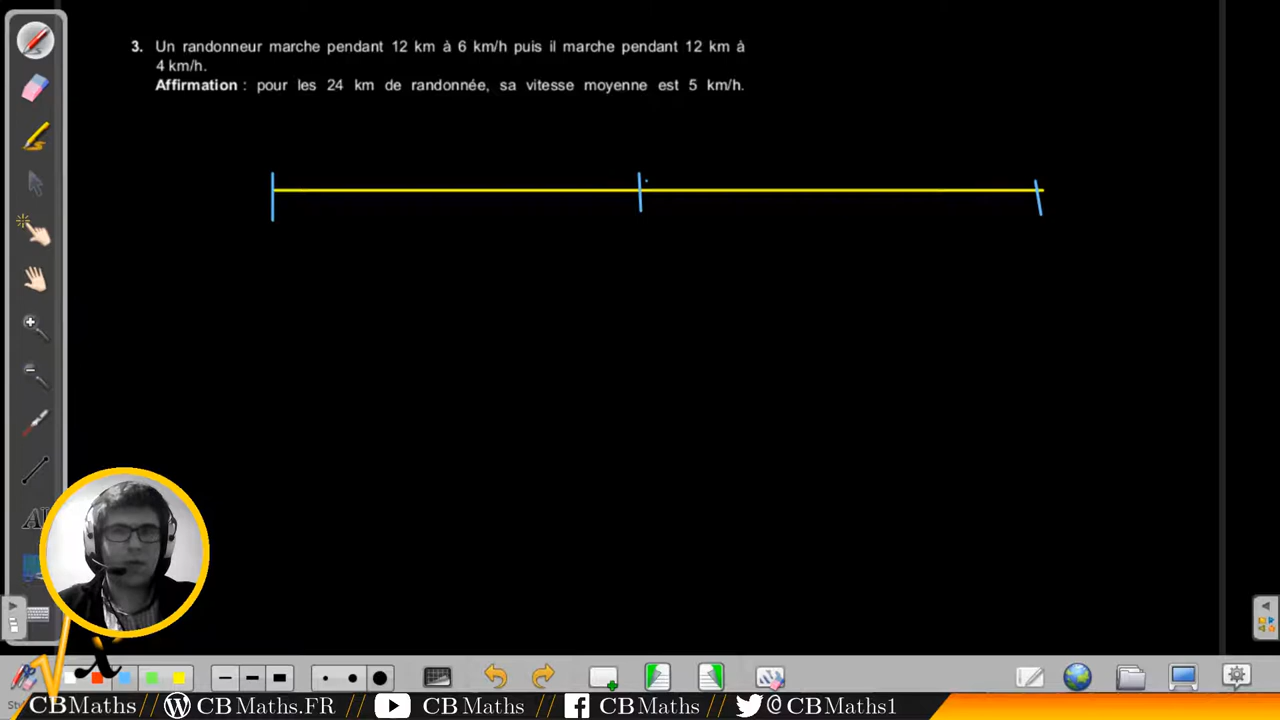 3. Un randonneur marche pendant 12 km à 6 km/h puis il marche pendant 12 km à
4 km/h.
Affirmation : pour les 24 km de randonnée, sa vitesse moyenne est 5 km/h.
CBMaths CBMaths.FR CBMaths CBMaths @CBMaths1